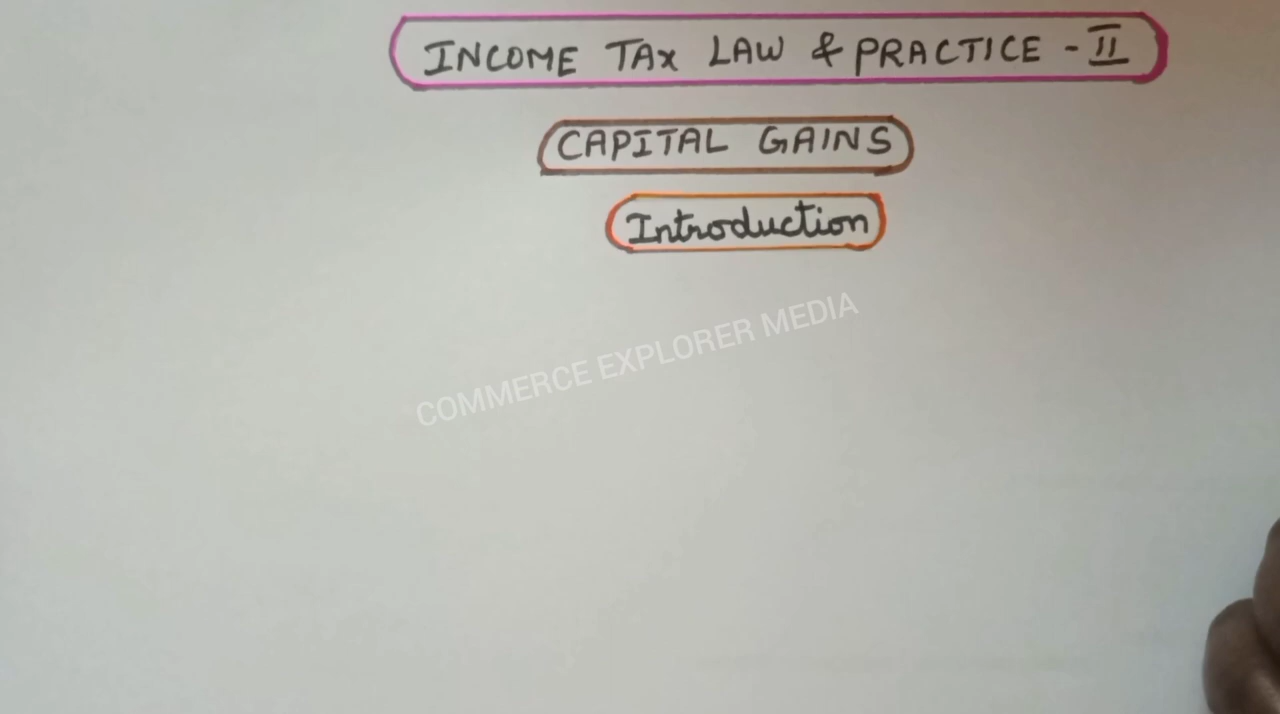 INCOME TAX LAW & PRACTICE - II
CAPITAL GAINS
Introduction
COMMERCE EXPLORER MEDIA